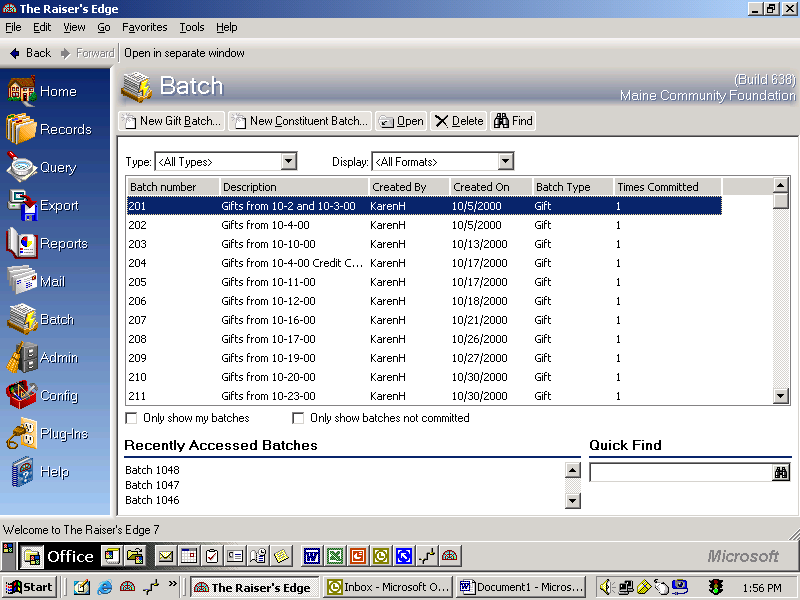 The Raiser's Edge
File Edit View Go Favorites Tools Help
Back Forward Open in separate window
Batch
(Build 638)
Maine Community Foundation
Home
Records
Query
Export
Reports
Mail
Batch
Admin
Config
Plug-Ins
Help
New Gift Batch... New Constituent Batch... Open Delete Find
Type: <All Types> Display: <All Formats>
Batch number Description Created By Created On Batch Type Times Committed
201 Gifts from 10-2 and 10-3-00 KarenH 10/5/2000 Gift 1
202 Gifts from 10-4-00 KarenH 10/5/2000 Gift 1
203 Gifts from 10-10-00 KarenH 10/13/2000 Gift 1
204 Gifts from 10-4-00 Credit C... KarenH 10/17/2000 Gift 1
205 Gifts from 10-11-00 KarenH 10/17/2000 Gift 1
206 Gifts from 10-12-00 KarenH 10/18/2000 Gift 1
207 Gifts from 10-16-00 KarenH 10/21/2000 Gift 1
208 Gifts from 10-17-00 KarenH 10/26/2000 Gift 1
209 Gifts from 10-19-00 KarenH 10/27/2000 Gift 1
210 Gifts from 10-20-00 KarenH 10/30/2000 Gift 1
211 Gifts from 10-23-00 KarenH 10/30/2000 Gift 1
Only show my batches Only show batches not committed
Recently Accessed Batches Quick Find
Batch 1048
Batch 1047
Batch 1046
Welcome to The Raiser's Edge 7
Office Microsoft
Start The Raiser's Edge Inbox - Microsoft O... Document1 - Micros... 1:56 PM